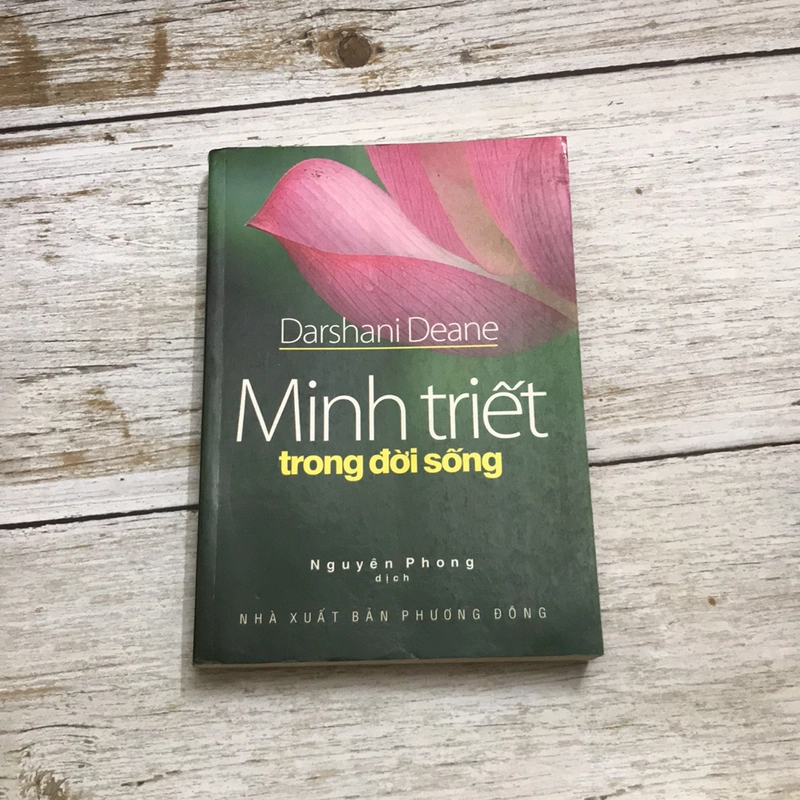 Darshani Deane
Minh triết
trong đời sống
Nguyên Phong
dịch
NHÀ XUẤT BẢN PHƯƠNG ĐÔNG